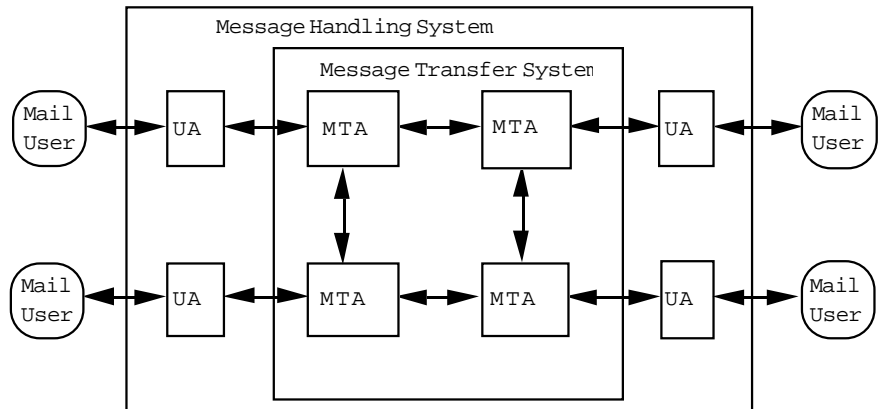 Message Handling System
Message Transfer System
Mail
User
UA
MTA
MTA
UA
Mail
User
Mail
User
UA
MTA
MTA
UA
Mail
User